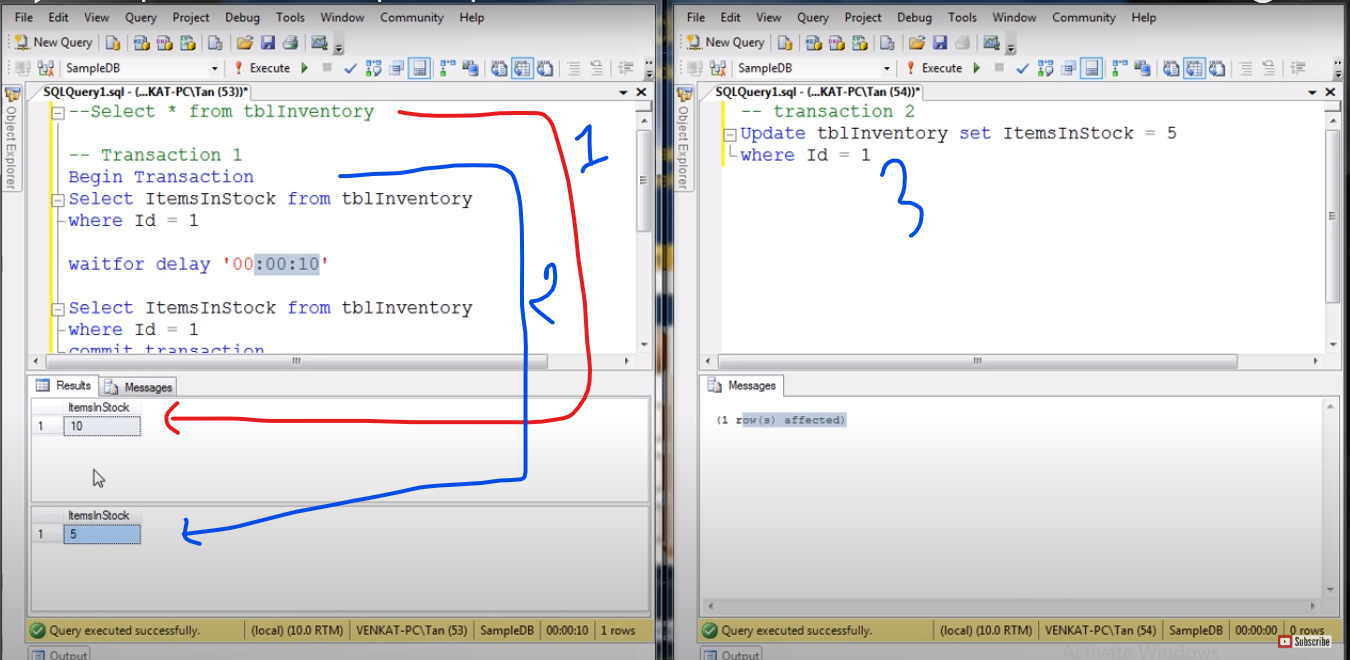 File Edit View Query Project Debug Tools Window Community Help
New Query
SampleDB Execute
SQLQuery1.sql - (...KAT-PC\Tan (53))*
Object Explorer
--Select * from tblInventory
1
-- Transaction 1
Begin Transaction
Select ItemsInStock from tblInventory
where Id = 1
waitfor delay '00:00:10'
2
Select ItemsInStock from tblInventory
where Id = 1
commit transaction
Results Messages
ItemsInStock
1 10
ItemsInStock
1 5
Query executed successfully. (local) (10.0 RTM) VENKAT-PC\Tan (53) SampleDB 00:00:10 1 rows
Output
File Edit View Query Project Debug Tools Window Community Help
New Query
SampleDB Execute
SQLQuery1.sql - (...KAT-PC\Tan (54))*
Object Explorer
-- transaction 2
Update tblInventory set ItemsInStock = 5
where Id = 1
3
Messages
(1 row(s) affected)
Query executed successfully. (local) (10.0 RTM) VENKAT-PC\Tan (54) SampleDB 00:00:00 0 rows
Subscribe
Output
Activate Windows